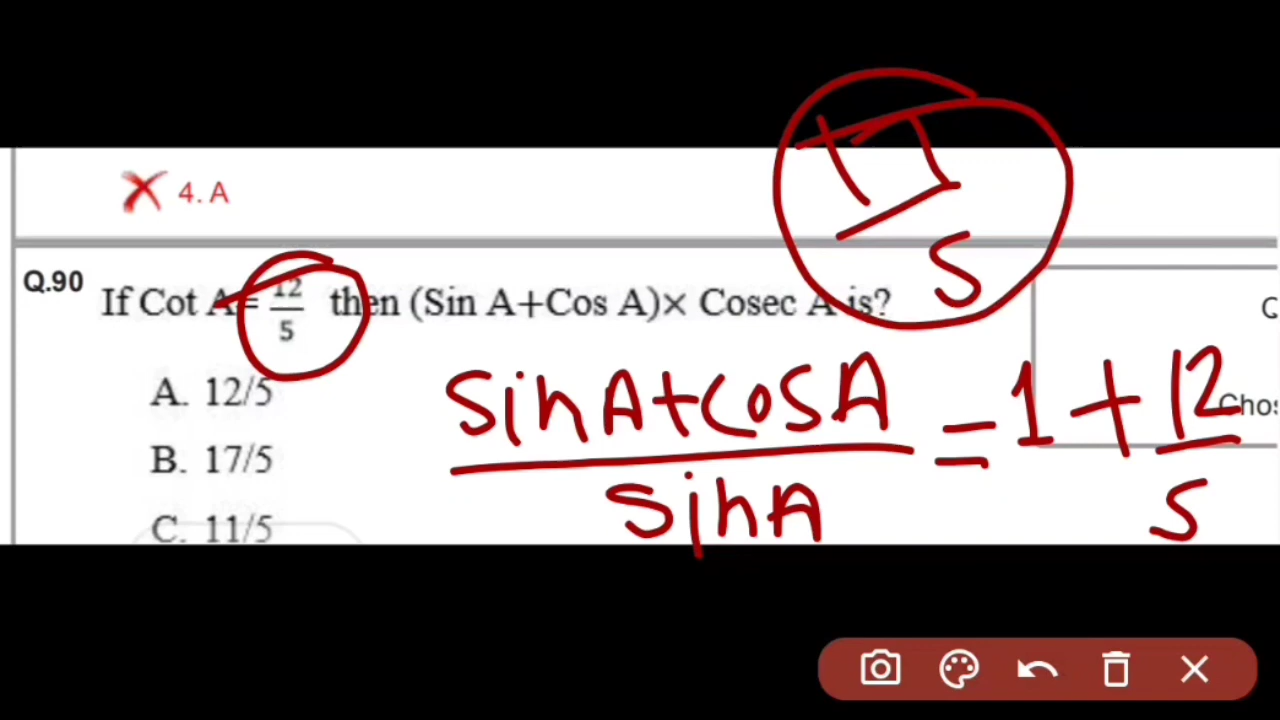 17
5
4. A
Q.90
If Cot A= 12/5 then (Sin A+Cos A)× Cosec A is?
A. 12/5
B. 17/5
C. 11/5
sinA+cosA
sinA
= 1 + 12/5
Chos